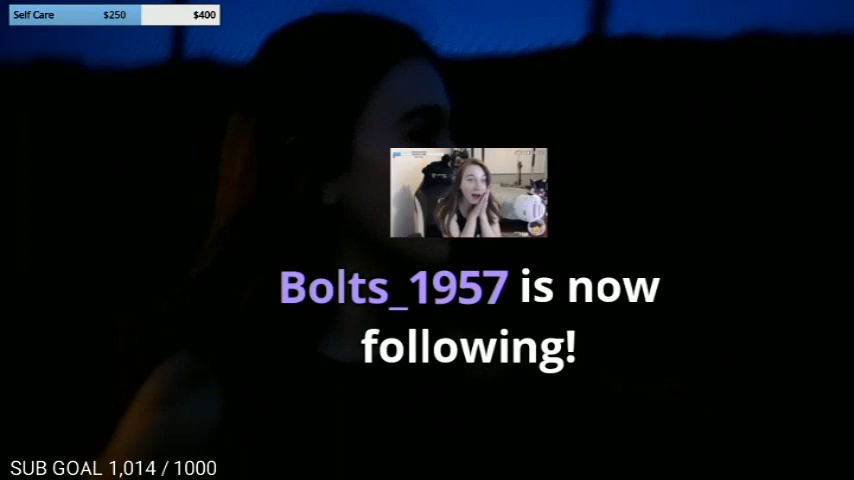 Self Care $250 $400
Bolts_1957 is now
following!
SUB GOAL 1,014 / 1000